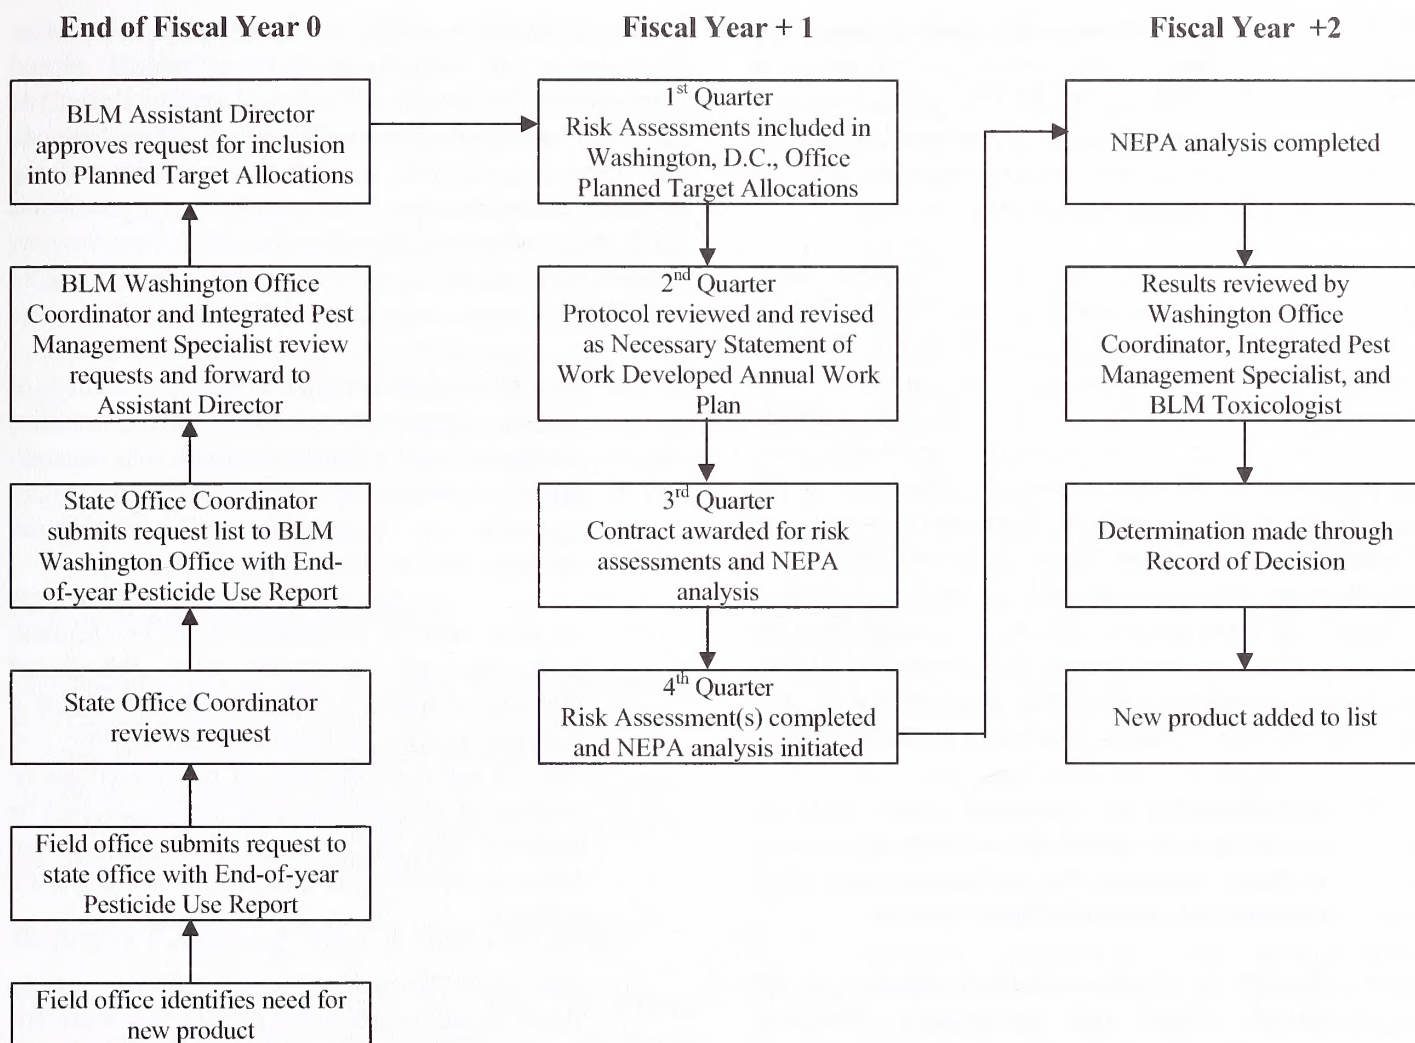 End of Fiscal Year 0
BLM Assistant Director
approves request for inclusion
into Planned Target Allocations
BLM Washington Office
Coordinator and Integrated Pest
Management Specialist review
requests and forward to
Assistant Director
State Office Coordinator
submits request list to BLM
Washington Office with End-
of-year Pesticide Use Report
State Office Coordinator
reviews request
Field office submits request to
state office with End-of-year
Pesticide Use Report
Field office identifies need for
new product
Fiscal Year + 1
1st Quarter
Risk Assessments included in
Washington, D.C., Office
Planned Target Allocations
2nd Quarter
Protocol reviewed and revised
as Necessary Statement of
Work Developed Annual Work
Plan
3rd Quarter
Contract awarded for risk
assessments and NEPA
analysis
4th Quarter
Risk Assessment(s) completed
and NEPA analysis initiated
Fiscal Year +2
NEPA analysis completed
Results reviewed by
Washington Office
Coordinator, Integrated Pest
Management Specialist, and
BLM Toxicologist
Determination made through
Record of Decision
New product added to list